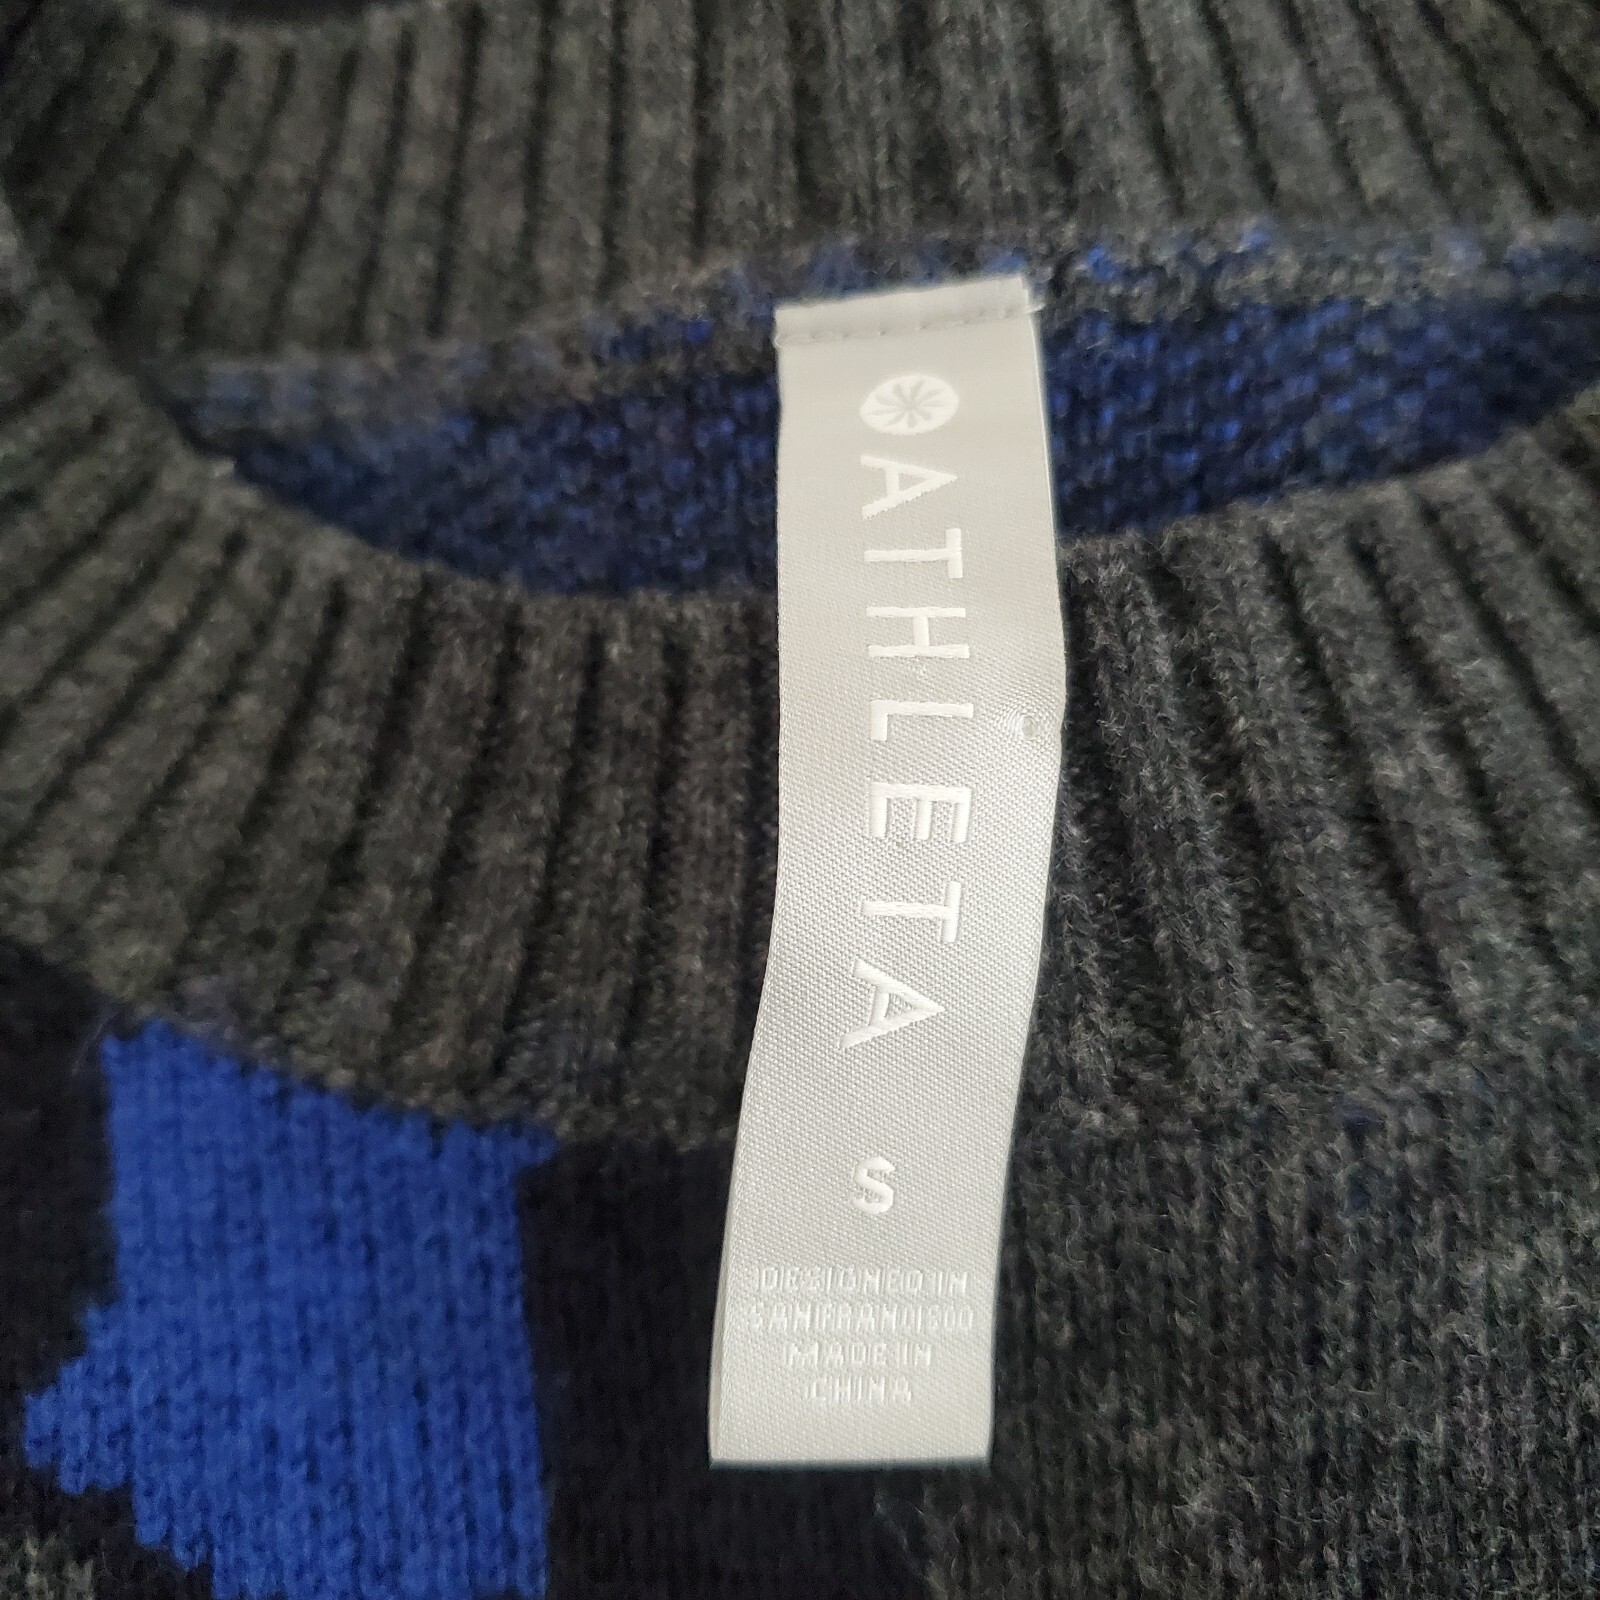 ATHLETA
S
DESIGNED IN
SAN FRANCISCO
MADE IN
CHINA